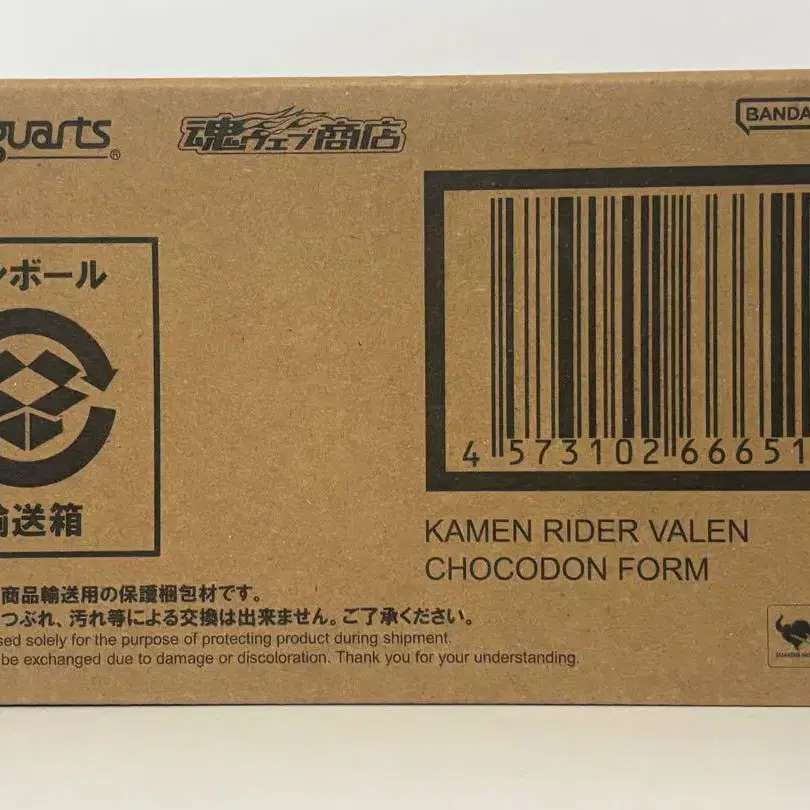 guarts®
魂ウェブ商店
BANDA
ンボール
輸送箱
4 573102 66651
KAMEN RIDER VALEN
CHOCODON FORM
商品輸送用の保護梱包材です。
つぶれ、汚れ等による交換は出来ません。ご了承ください。
sed solely for the purpose of protecting product during shipment.
be exchanged due to damage or discoloration. Thank you for your understanding.